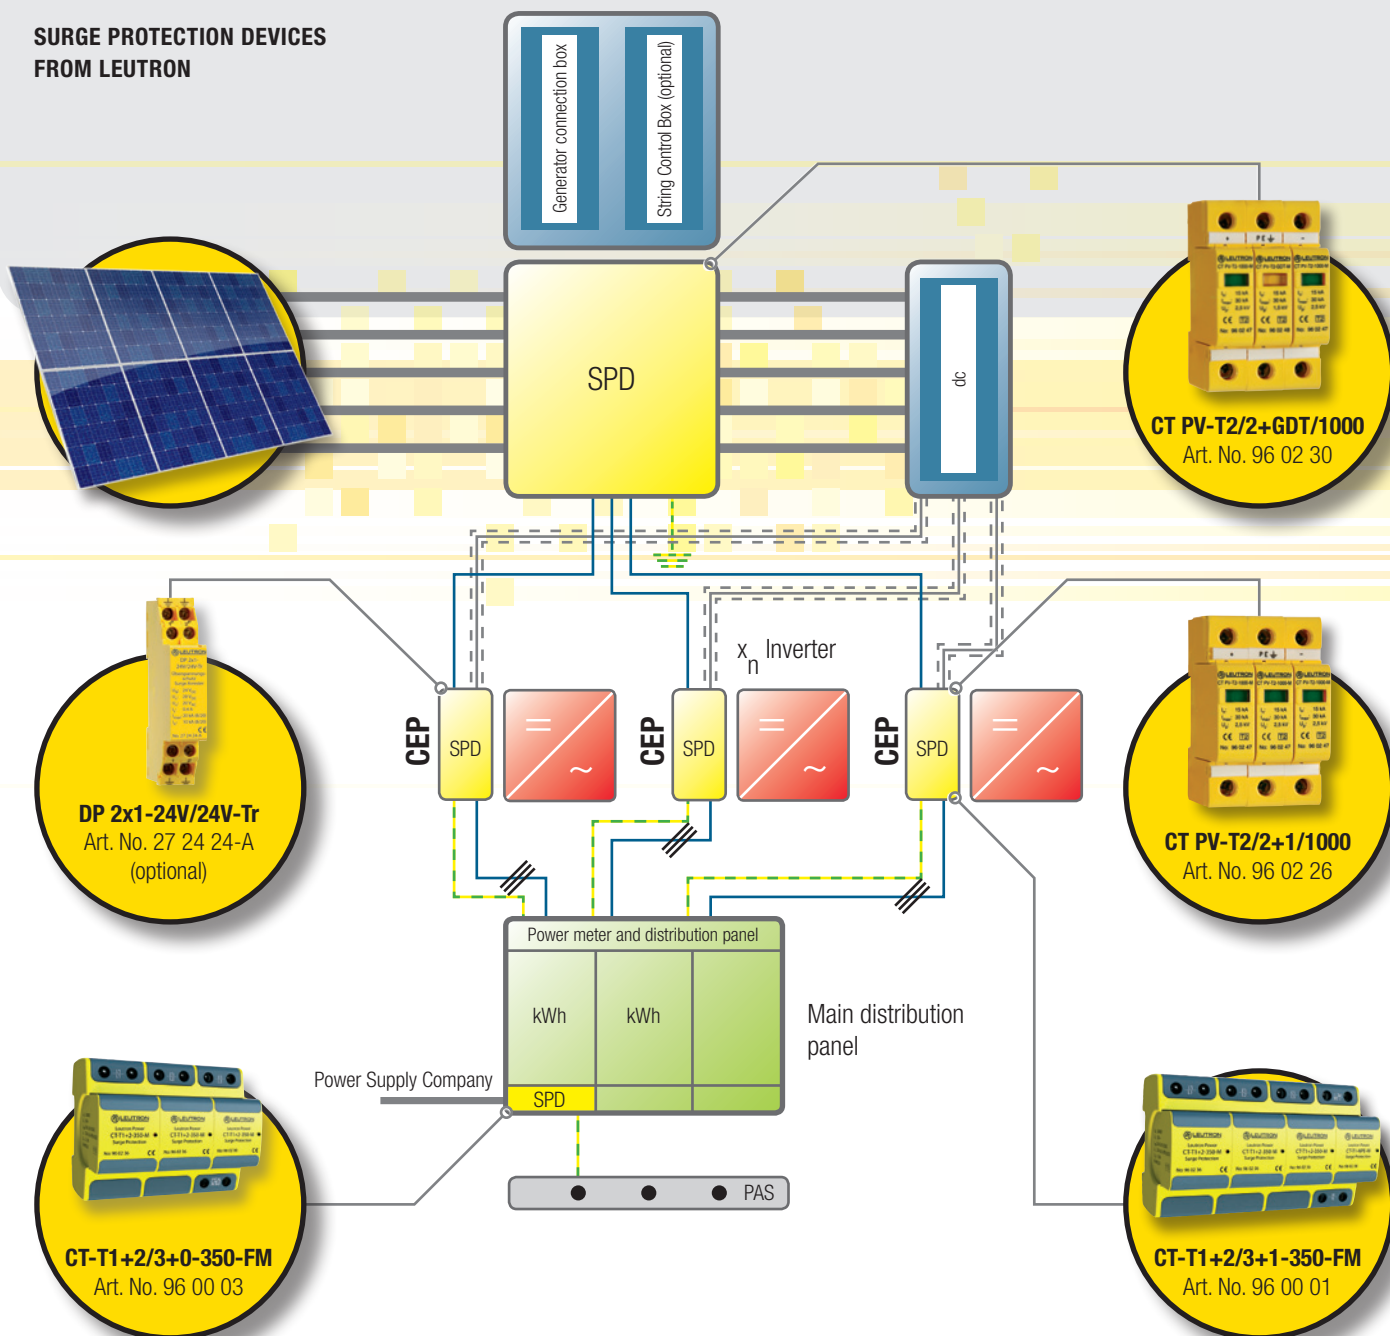 SURGE PROTECTION DEVICES
FROM LEUTRON
Generator connection box
String Control Box (optional)
SPD
dc
CT PV-T2/2+GDT/1000
Art. No. 96 02 30
DP 2x1-24V/24V-Tr
Art. No. 27 24 24-A
(optional)
xn Inverter
CEP
SPD
CEP
SPD
CEP
SPD
CT PV-T2/2+1/1000
Art. No. 96 02 26
Power meter and distribution panel
kWh
kWh
Main distribution
panel
Power Supply Company
SPD
PAS
CT-T1+2/3+0-350-FM
Art. No. 96 00 03
CT-T1+2/3+1-350-FM
Art. No. 96 00 01